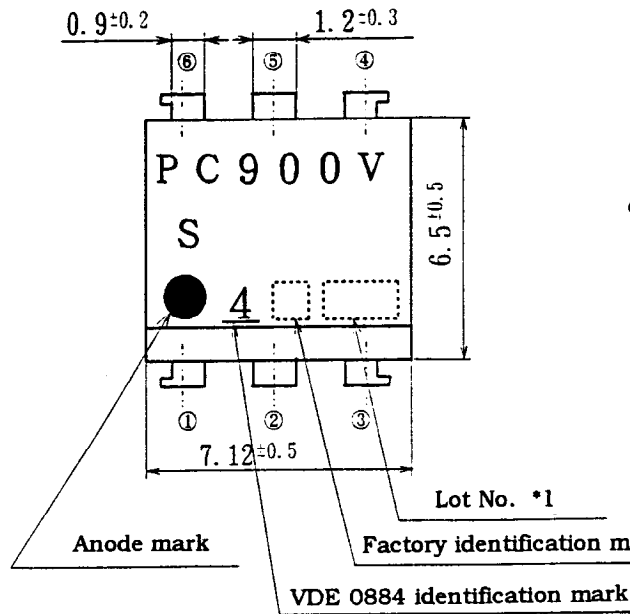 0.9±0.2 1.2±0.3
⑥ ⑤ ④
PC900V
S
6.5±0.5
4
① ② ③
7.12±0.5
Lot No. *1
Anode mark
Factory identification m
VDE 0884 identification mark